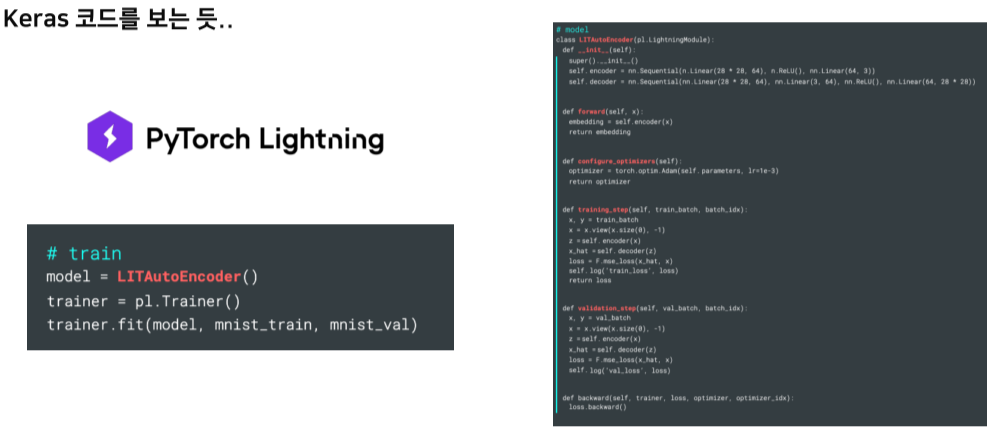 Keras 코드를 보는 듯..
PyTorch Lightning
# train
model = LITAutoEncoder()
trainer = pl.Trainer()
trainer.fit(model, mnist_train, mnist_val)
# model
class LITAutoEncoder(pl.LightningModule):
def __init__(self):
super().__init__()
self.encoder = nn.Sequential(n.Linear(28 * 28, 64), n.ReLU(), nn.Linear(64, 3))
self.decoder = nn.Sequential(nn.Linear(28 * 28, 64), nn.Linear(3, 64), nn.ReLU(), nn.Linear(64, 28 * 28))
def forward(self, x):
embedding = self.encoder(x)
return embedding
def configure_optimizers(self):
optimizer = torch.optim.Adam(self.parameters, lr=1e-3)
return optimizer
def training_step(self, train_batch, batch_idx):
x, y = train_batch
x = x.view(x.size(0), -1)
z =self.encoder(x)
x_hat =self.decoder(z)
loss = F.mse_loss(x_hat, x)
self.log('train_loss', loss)
return loss
def validation_step(self, val_batch, batch_idx):
x, y = val_batch
x = x.view(x.size(0), -1)
z =self.encoder(x)
x_hat =self.decoder(z)
loss = F.mse_loss(x_hat, x)
self.log('val_loss', loss)
def backward(self, trainer, loss, optimizer, optimizer_idx):
loss.backward()